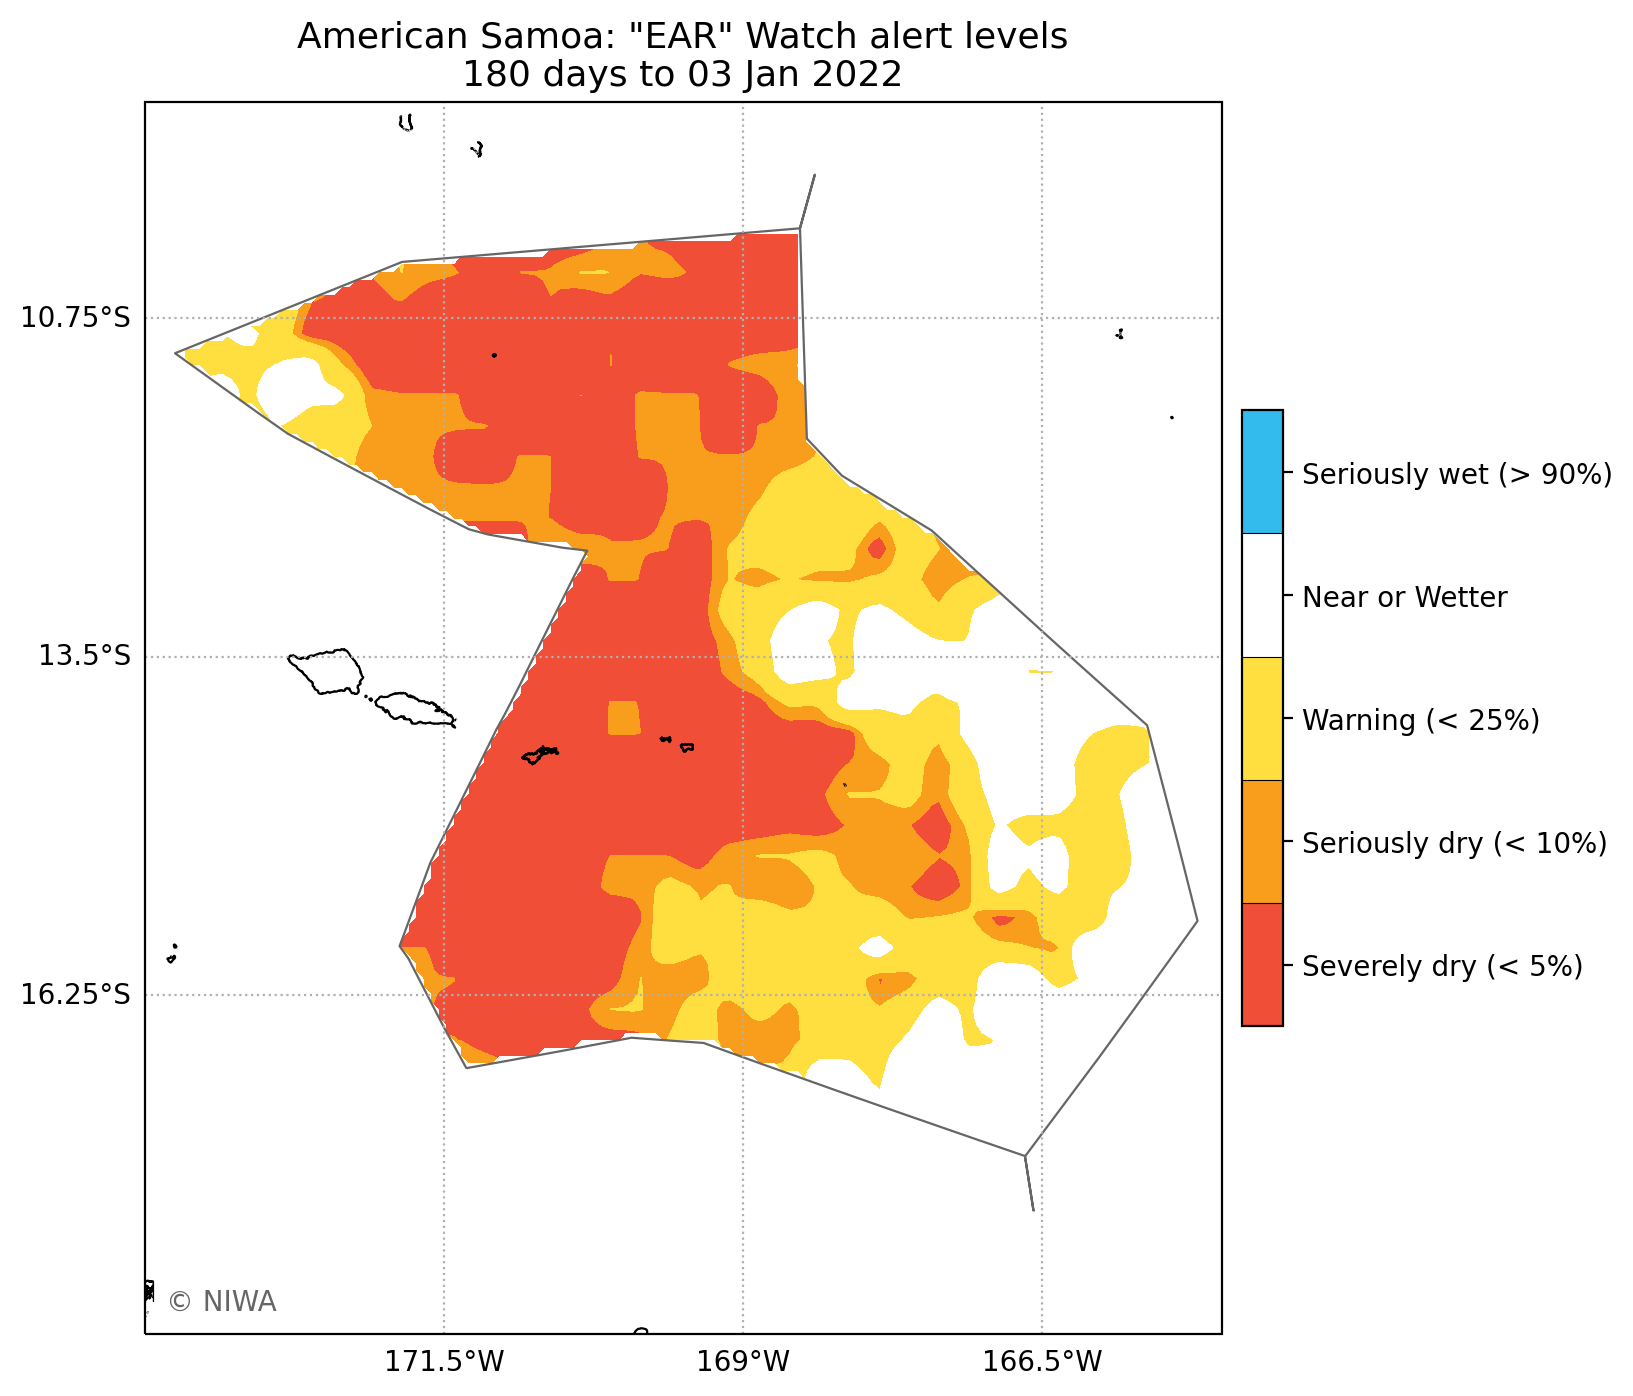 American Samoa: "EAR" Watch alert levels
180 days to 03 Jan 2022
10.75°S
13.5°S
16.25°S
171.5°W
169°W
166.5°W
Seriously wet (> 90%)
Near or Wetter
Warning (< 25%)
Seriously dry (< 10%)
Severely dry (< 5%)
© NIWA